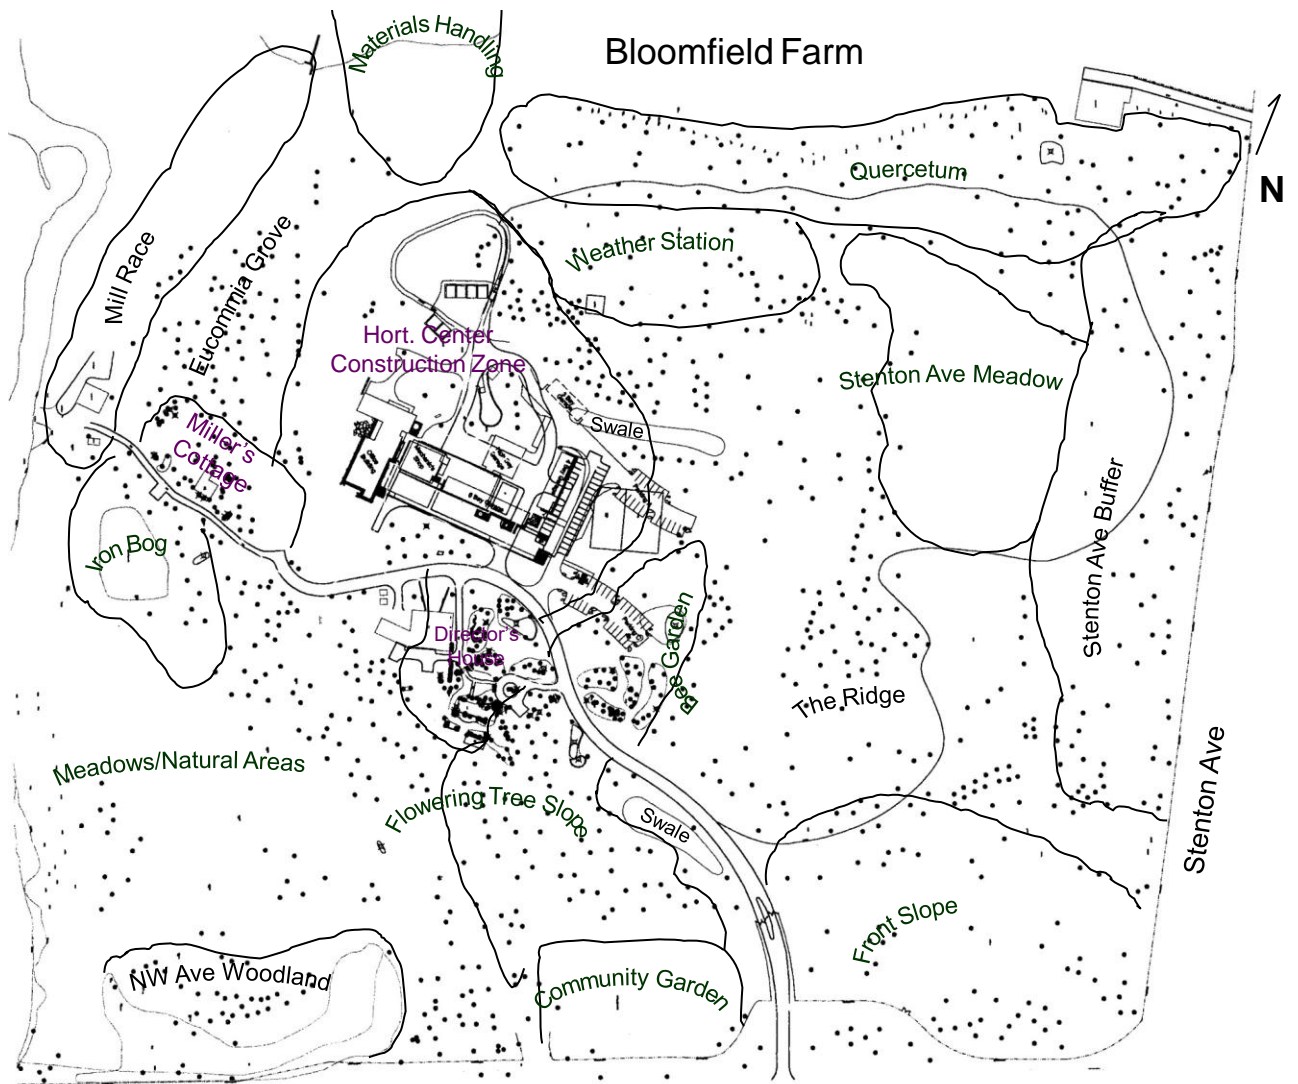 Materials Handling
Bloomfield Farm
Quercetum
N
Mill Race
Eucommia Grove
Weather Station
Hort. Center
Construction Zone
Stenton Ave Meadow
Miller's
Cottage
Swale
Iron Bog
Stenton Ave Buffer
Director's
House
Bee Garden
The Ridge
Meadows/Natural Areas
Flowering Tree Slope
Swale
Stenton Ave
Front Slope
NW Ave Woodland
Community Garden